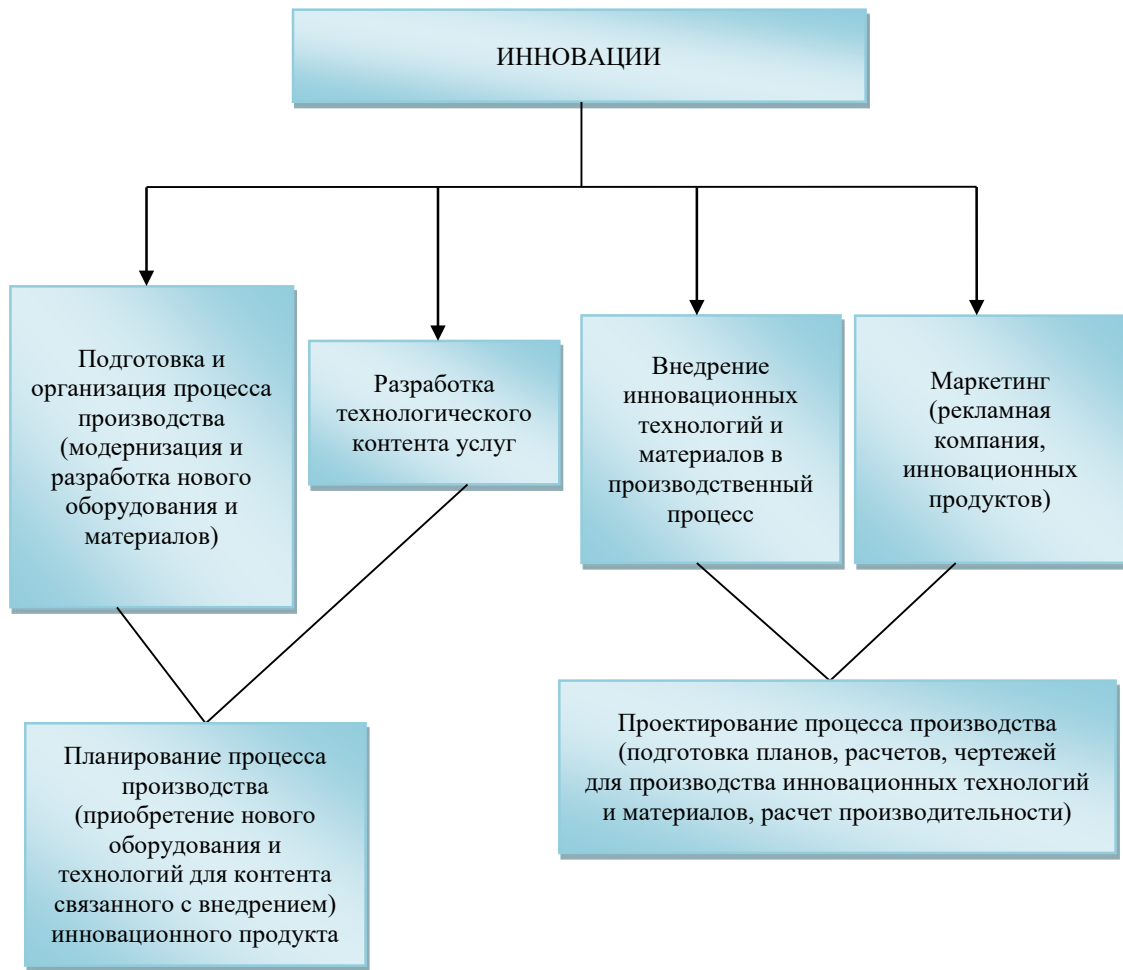 ИННОВАЦИИ
Подготовка и
организация процесса
производства
(модернизация и
разработка нового
оборудования и
материалов)
Разработка
технологического
контента услуг
Внедрение
инновационных
технологий и
материалов в
производственный
процесс
Маркетинг
(рекламная
компания,
инновационных
продуктов)
Планирование процесса
производства
(приобретение нового
оборудования и
технологий для контента
связанного с внедрением)
инновационного продукта
Проектирование процесса производства
(подготовка планов, расчетов, чертежей
для производства инновационных технологий
и материалов, расчет производительности)